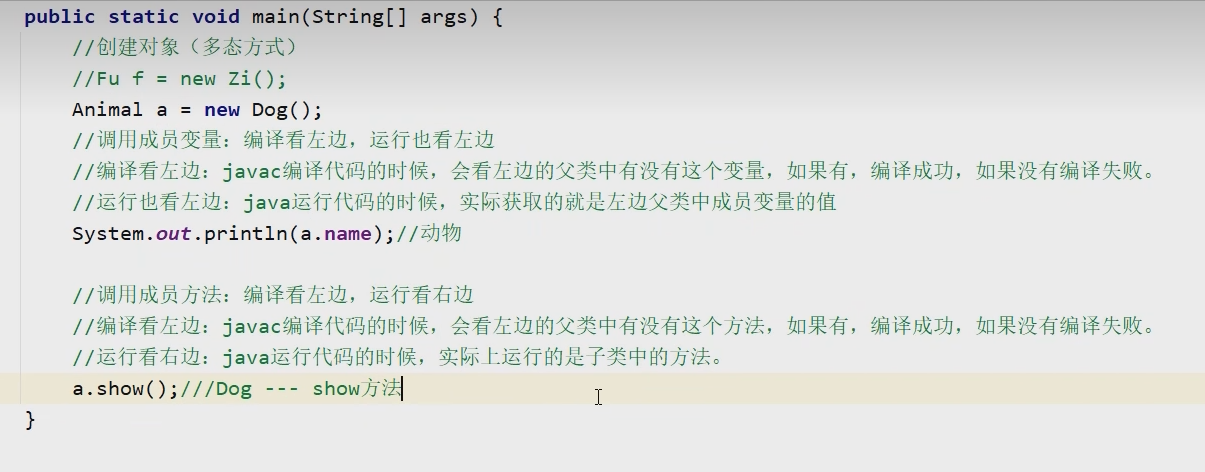 public static void main(String[] args) {
//创建对象（多态方式）
//Fu f = new Zi();
Animal a = new Dog();
//调用成员变量：编译看左边，运行也看左边
//编译看左边：javac编译代码的时候，会看左边的父类中有没有这个变量，如果有，编译成功，如果没有编译失败。
//运行也看左边：java运行代码的时候，实际获取的就是左边父类中成员变量的值
System.out.println(a.name);//动物
//调用成员方法：编译看左边，运行看右边
//编译看左边：javac编译代码的时候，会看左边的父类中有没有这个方法，如果有，编译成功，如果没有编译失败。
//运行看右边：java运行代码的时候，实际上运行的是子类中的方法。
a.show();///Dog --- show方法
}